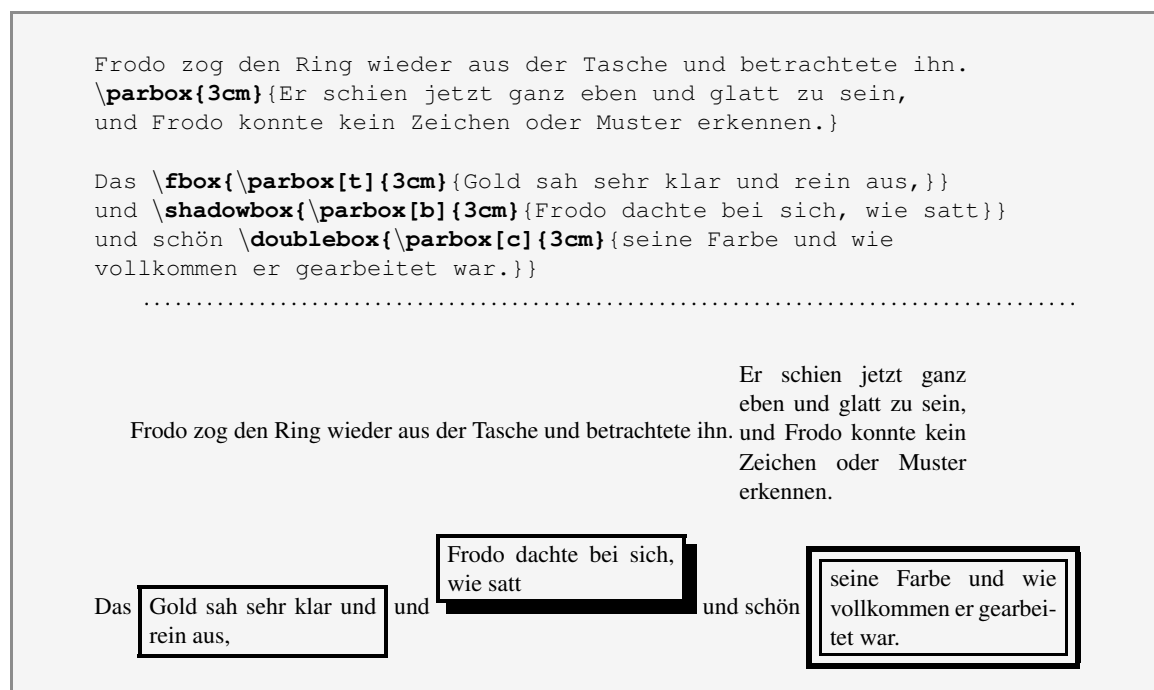 Frodo zog den Ring wieder aus der Tasche und betrachtete ihn.
\parbox{3cm}{Er schien jetzt ganz eben und glatt zu sein,
und Frodo konnte kein Zeichen oder Muster erkennen.}
Das \fbox{\parbox[t]{3cm}{Gold sah sehr klar und rein aus,}}
und \shadowbox{\parbox[b]{3cm}{Frodo dachte bei sich, wie satt}}
und schön \doublebox{\parbox[c]{3cm}{seine Farbe und wie
vollkommen er gearbeitet war.}}
Frodo zog den Ring wieder aus der Tasche und betrachtete ihn.
Er schien jetzt ganz
eben und glatt zu sein,
und Frodo konnte kein
Zeichen oder Muster
erkennen.
Das
Gold sah sehr klar und
rein aus,
und
Frodo dachte bei sich,
wie satt
und schön
seine Farbe und wie
vollkommen er gearbei-
tet war.